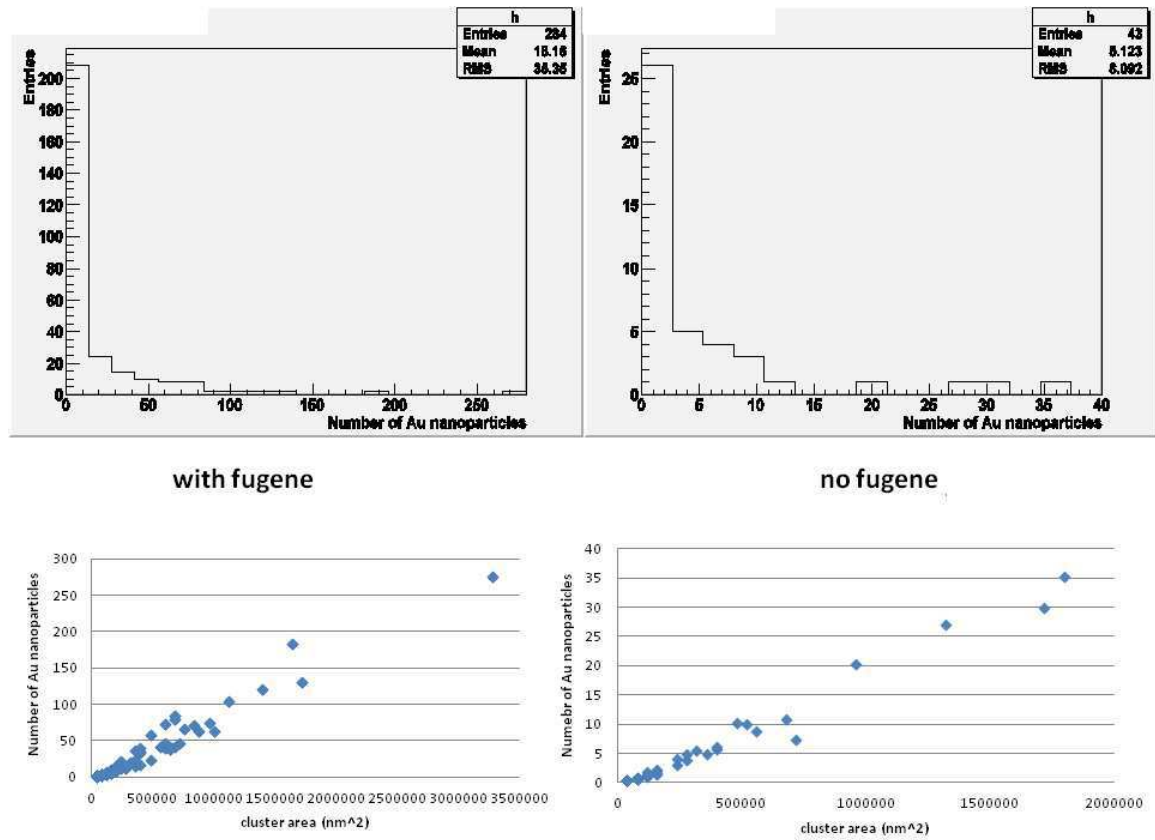 h
Entries 284
Mean
RMS
Entries
200
180
160
140
120
100
80
60
40
20
0
0 50 100 150 200 250
Number of Au nanoparticles
h
Entries 43
Mean 5.123
RMS 8.092
Entries
25
20
15
10
5
0
0 5 10 15 20 25 30 35 40
Number of Au nanoparticles
with fugene
no fugene
Number of Au nanoparticles
300
250
200
150
100
50
0
0 500000 1000000 1500000 2000000 2500000 3000000 3500000
cluster area (nm^2)
Numebr of Au nanoparticles
40
35
30
25
20
15
10
5
0
0 500000 1000000 1500000 2000000
cluster area (nm^2)